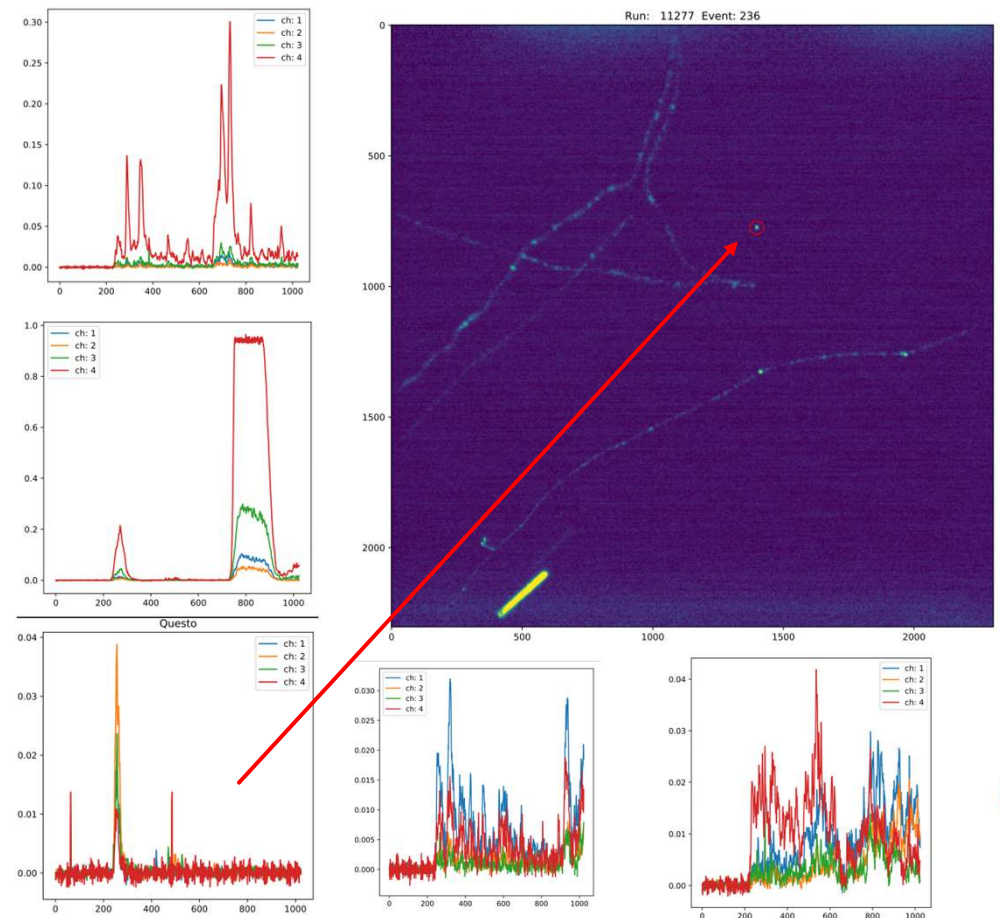 Run: 11277 Event: 236
0.30
0.25
0.20
0.15
0.10
0.05
0.00
0 200 400 600 800 1000
ch: 1
ch: 2
ch: 3
ch: 4
0
500
1000
1500
2000
0 500 1000 1500 2000
1.0
0.8
0.6
0.4
0.2
0.0
0 200 400 600 800 1000
ch: 1
ch: 2
ch: 3
ch: 4
Questo
0.04
0.03
0.02
0.01
0.00
0 200 400 600 800 1000
ch: 1
ch: 2
ch: 3
ch: 4
0.030
0.025
0.020
0.015
0.010
0.005
0.000
0 200 400 600 800 1000
ch: 1
ch: 2
ch: 3
ch: 4
0.04
0.03
0.02
0.01
0.00
0 200 400 600 800 1000
ch: 1
ch: 2
ch: 3
ch: 4